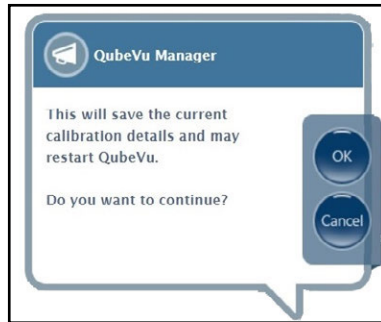 QubeVu Manager
This will save the current
calibration details and may
restart QubeVu.
Do you want to continue?
OK
Cancel